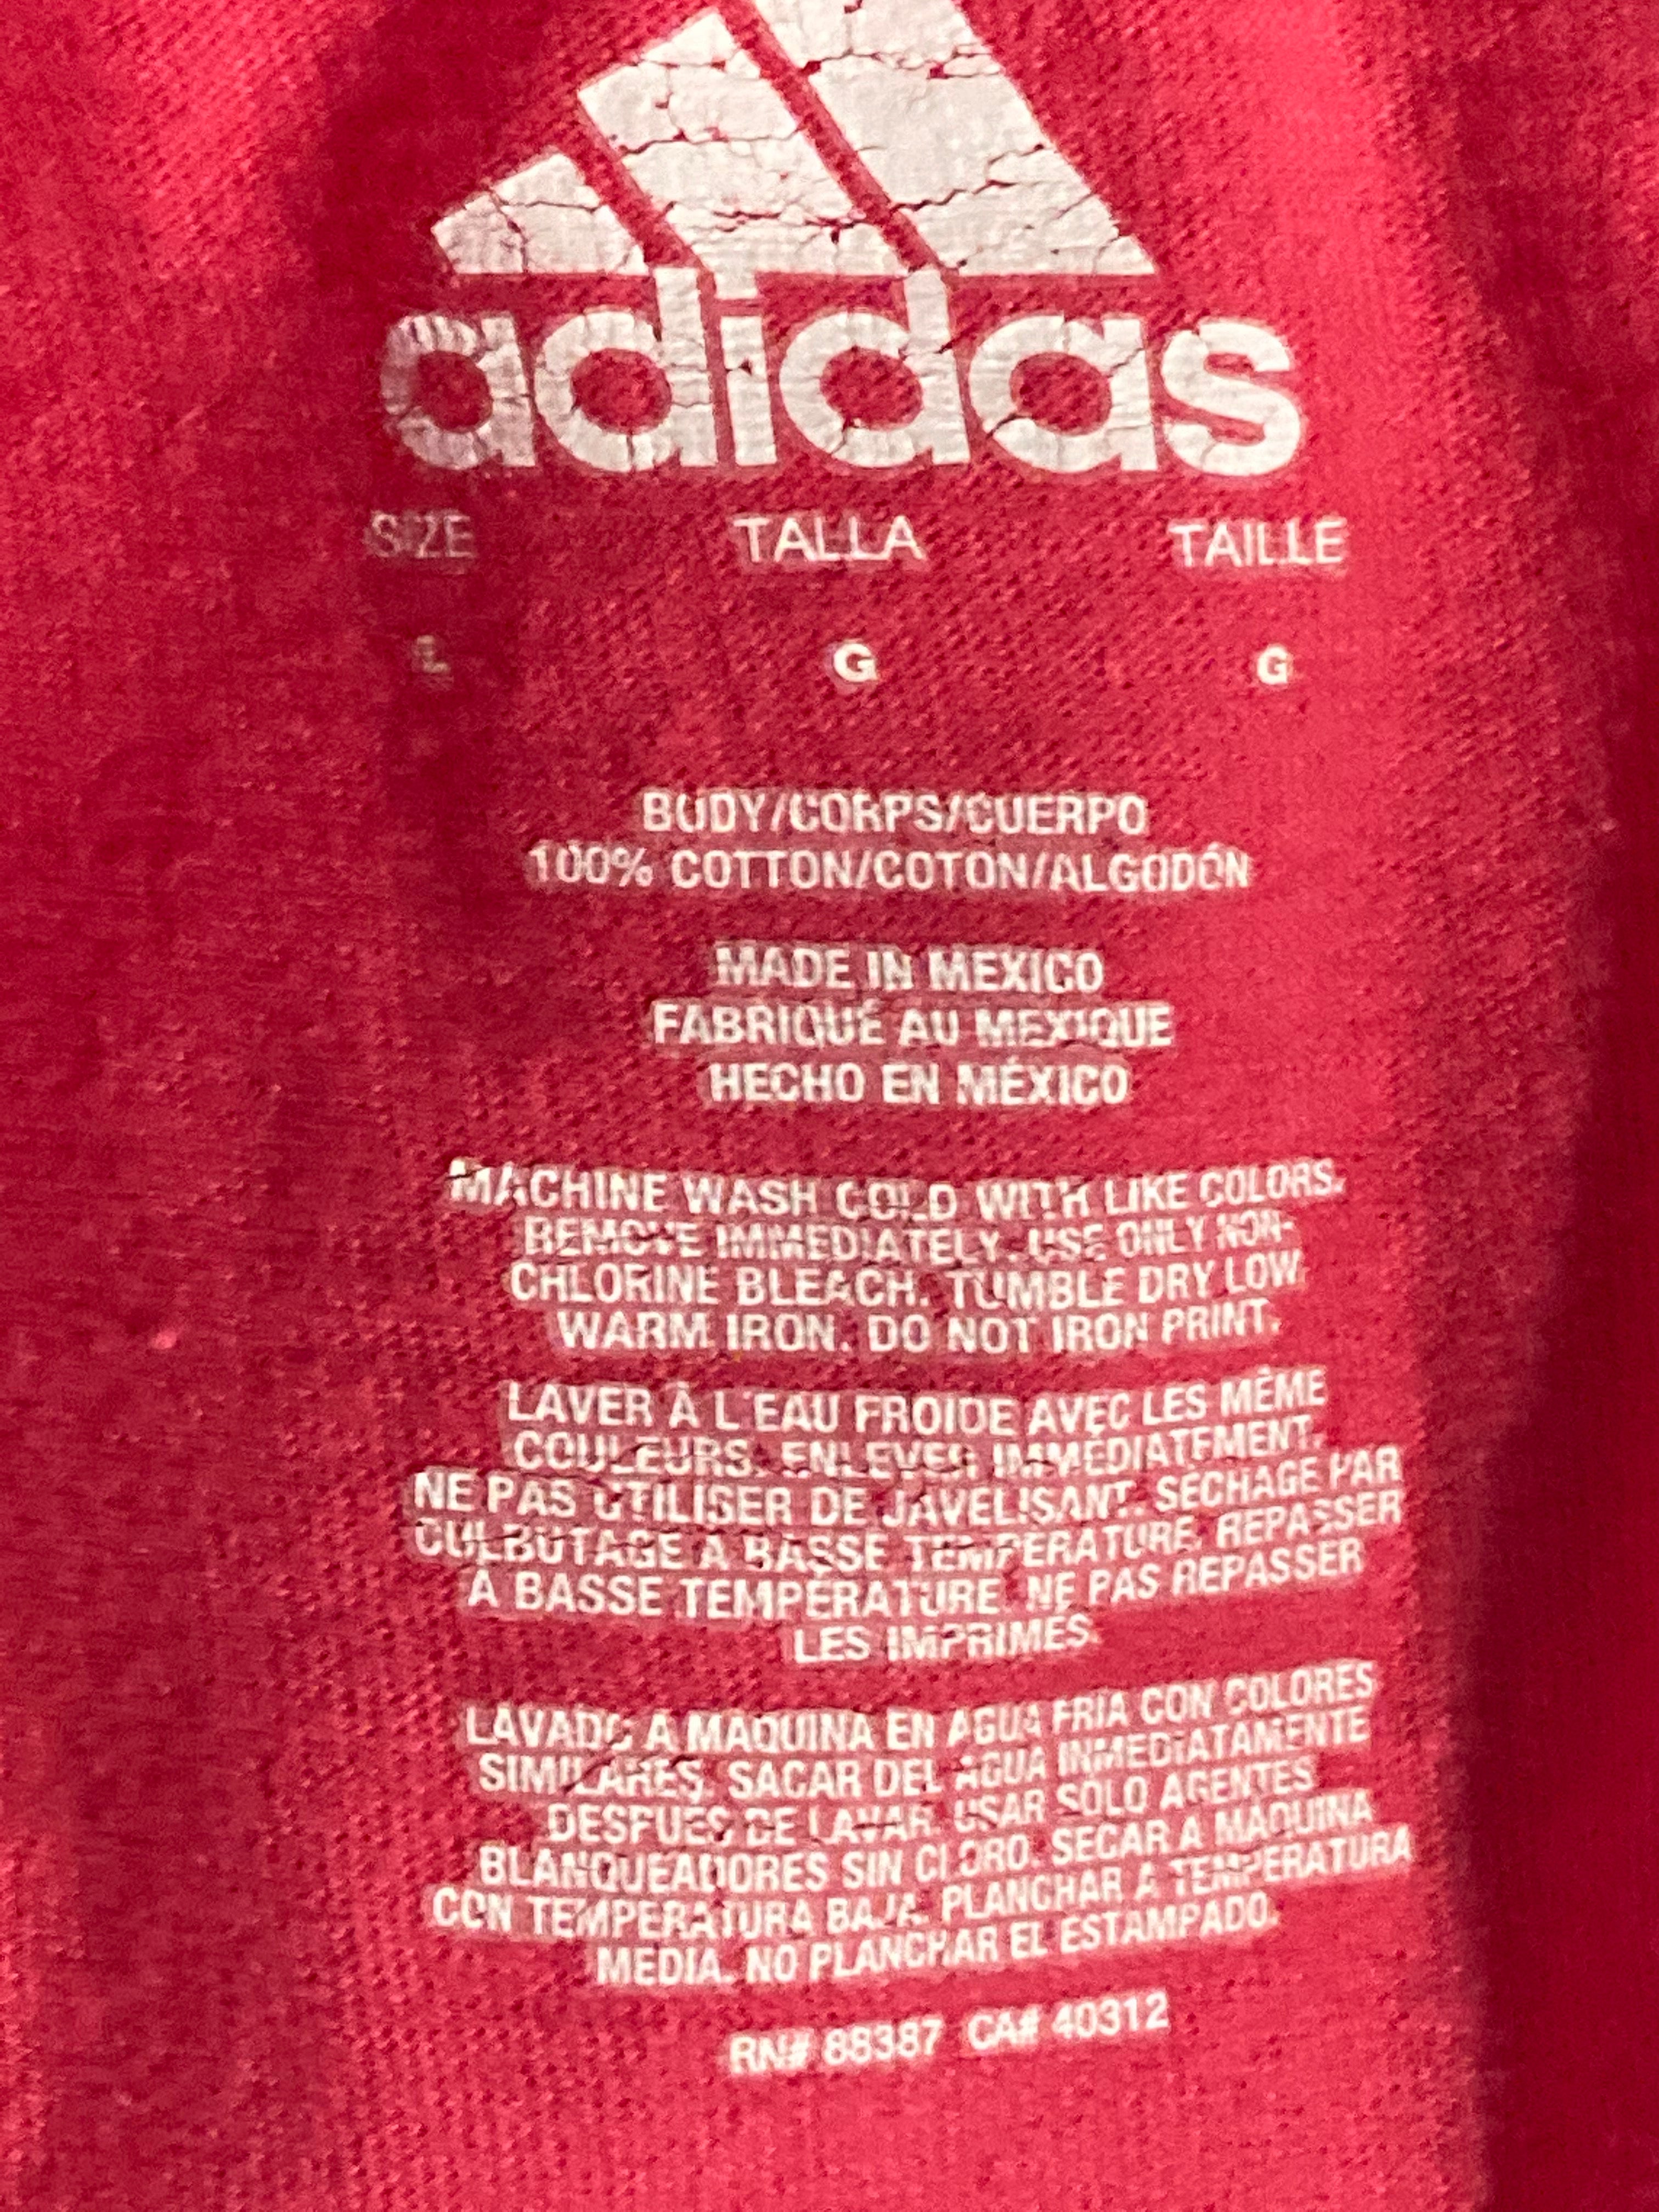 adidas
SIZE TALLA TAILLE
L G G
BODY/CORPS/CUERPO
100% COTTON/COTON/ALGODÓN
MADE IN MEXICO
FABRIQUÉ AU MEXIQUE
HECHO EN MÉXICO
MACHINE WASH COLD WITH LIKE COLORS.
REMOVE IMMEDIATELY. USE ONLY NON-
CHLORINE BLEACH. TUMBLE DRY LOW.
WARM IRON. DO NOT IRON PRINT.
LAVER À L'EAU FROIDE AVEC LES MÊME
COULEURS. ENLEVER IMMÉDIATEMENT.
NE PAS UTILISER DE JAVELISANT. SECHAGE PAR
CULBUTAGE A BASSE TEMPERATURE. REPASSER
A BASSE TEMPÉRATURE. NE PAS REPASSER
LES IMPRIMÉS.
LAVADO A MAQUINA EN AGUA FRÍA CON COLORES
SIMILARES. SACAR DEL AGUA INMEDIATAMENTE
DESPUÉS DE LAVAR. USAR SOLO AGENTES
BLANQUEADORES SIN CLORO. SECAR A MAQUINA
CON TEMPERATURA BAJA. PLANCHAR A TEMPERATURA
MEDIA. NO PLANCHAR EL ESTAMPADO.
RN# 88387 CA# 40312